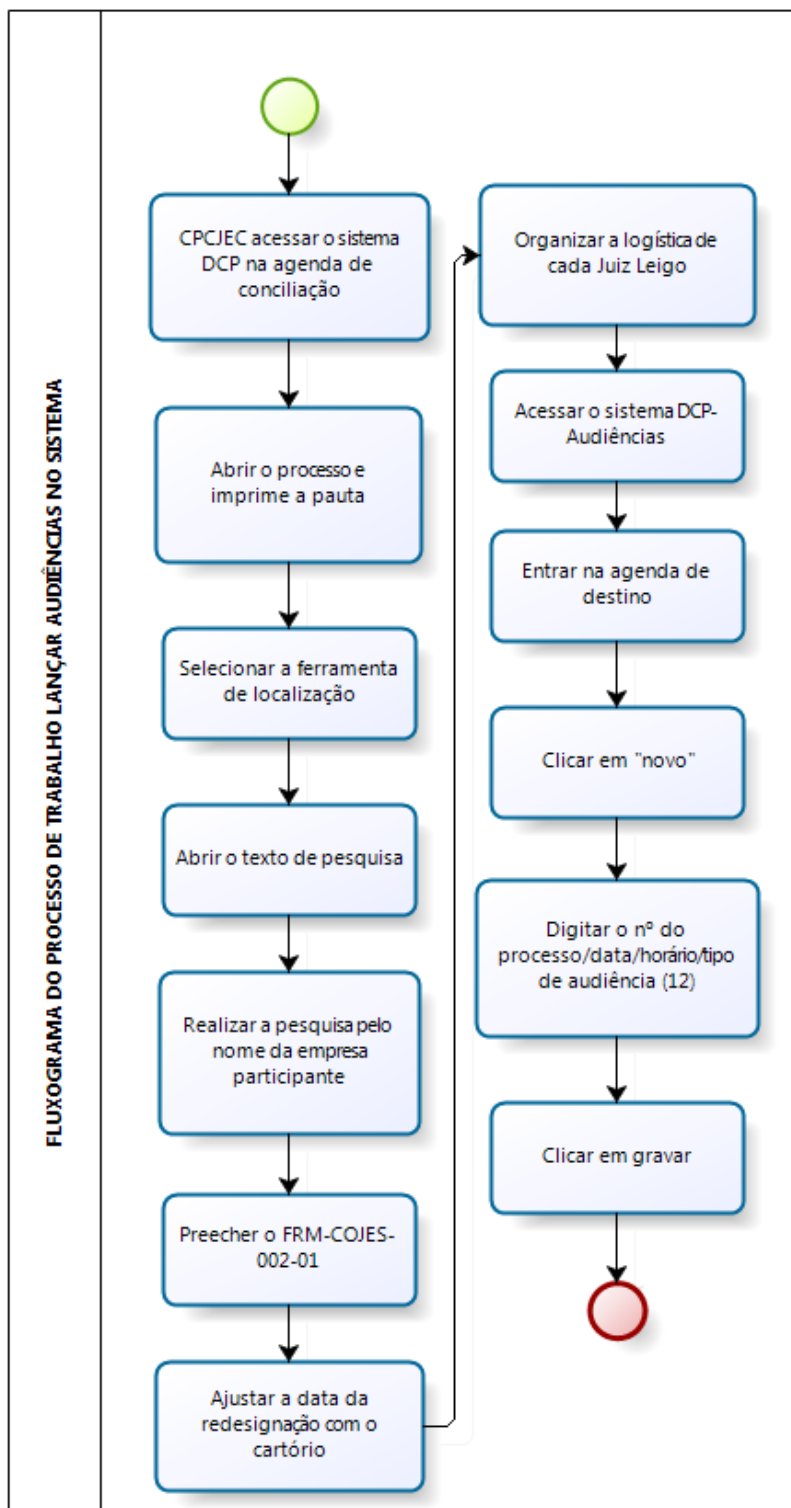 FLUXOGRAMA DO PROCESSO DE TRABALHO LANÇAR AUDIÊNCIAS NO SISTEMA
CPCJEC acessar o sistema
DCP na agenda de
conciliação
Abrir o processo e
imprime a pauta
Selecionar a ferramenta
de localização
Abrir o texto de pesquisa
Realizar a pesquisa pelo
nome da empresa
participante
Preecher o FRM-COJES-
002-01
Ajustar a data da
redesignação com o
cartório
Organizar a logística de
cada Juiz Leigo
Acessar o sistema DCP-
Audiências
Entrar na agenda de
destino
Clicar em "novo"
Digitar o nº do
processo/data/horário/tipo
de audiência (12)
Clicar em gravar